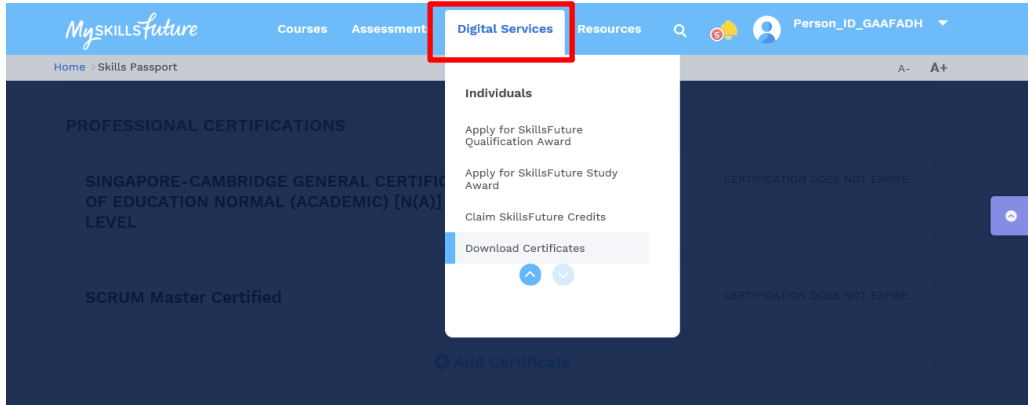 MySKILLSfuture
Courses Assessment Digital Services Resources 5 Person_ID_GAAFADH
Home > Skills Passport A- A+
Individuals
Apply for SkillsFuture
Qualification Award
Apply for SkillsFuture Study
Award
Claim SkillsFuture Credits
Download Certificates
PROFESSIONAL CERTIFICATIONS
SINGAPORE-CAMBRIDGE GENERAL CERTIFIC
OF EDUCATION NORMAL (ACADEMIC) [N(A)]
LEVEL
CERTIFICATION DOES NOT EXPIRE
SCRUM Master Certified
CERTIFICATION DOES NOT EXPIRE
Add Certificate